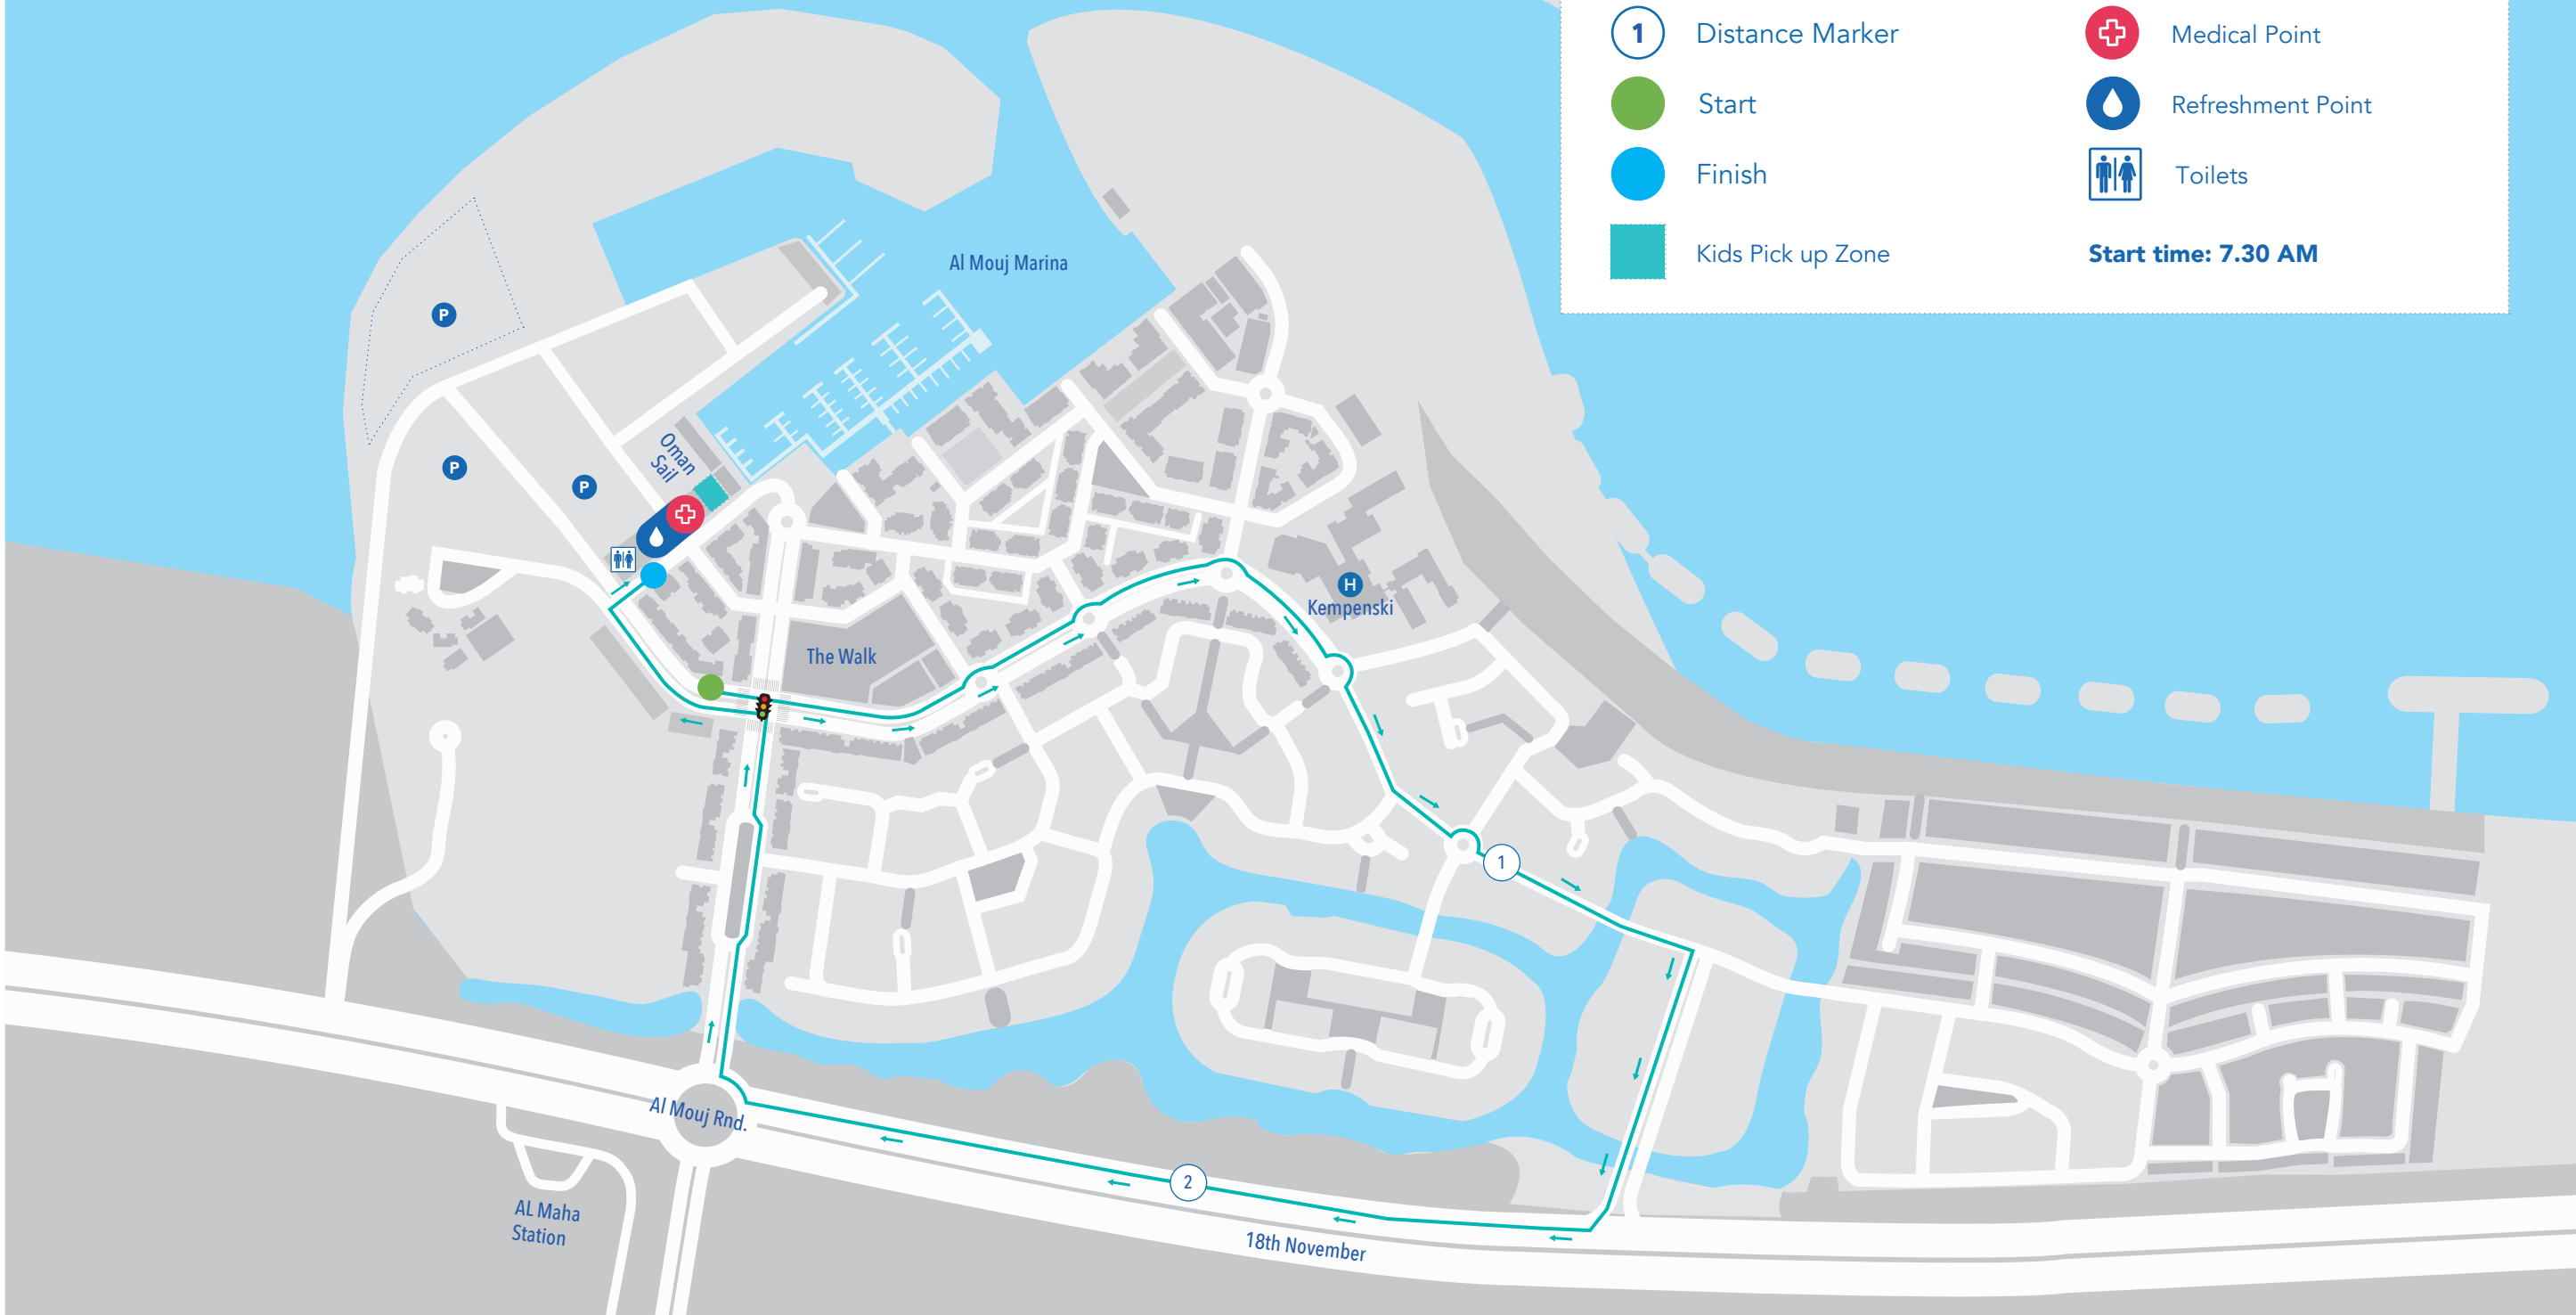 1
Distance Marker
Medical Point
Start
Refreshment Point
Finish
Toilets
Kids Pick up Zone
Start time: 7.30 AM
Al Mouj Marina
P
P
P
Oman
Sail
H
Kempenski
The Walk
1
Al Mouj Rnd.
2
AL Maha
Station
18th November